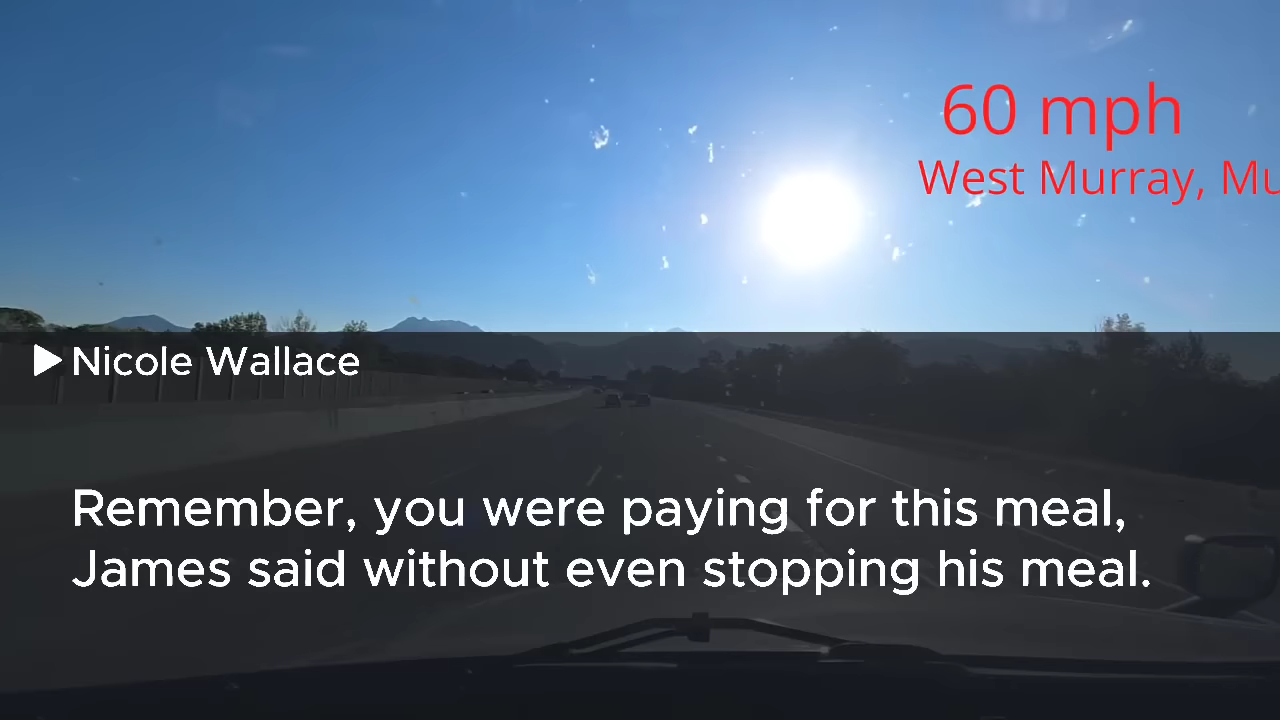 60 mph
West Murray, Mu
Nicole Wallace
Remember, you were paying for this meal,
James said without even stopping his meal.